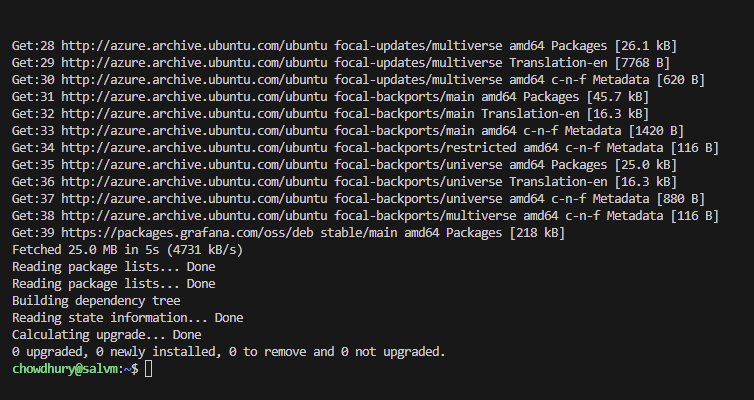 Get:28 http://azure.archive.ubuntu.com/ubuntu focal-updates/multiverse amd64 Packages [26.1 kB]
Get:29 http://azure.archive.ubuntu.com/ubuntu focal-updates/multiverse Translation-en [7768 B]
Get:30 http://azure.archive.ubuntu.com/ubuntu focal-updates/multiverse amd64 c-n-f Metadata [620 B]
Get:31 http://azure.archive.ubuntu.com/ubuntu focal-backports/main amd64 Packages [45.7 kB]
Get:32 http://azure.archive.ubuntu.com/ubuntu focal-backports/main Translation-en [16.3 kB]
Get:33 http://azure.archive.ubuntu.com/ubuntu focal-backports/main amd64 c-n-f Metadata [1420 B]
Get:34 http://azure.archive.ubuntu.com/ubuntu focal-backports/restricted amd64 c-n-f Metadata [116 B]
Get:35 http://azure.archive.ubuntu.com/ubuntu focal-backports/universe amd64 Packages [25.0 kB]
Get:36 http://azure.archive.ubuntu.com/ubuntu focal-backports/universe Translation-en [16.3 kB]
Get:37 http://azure.archive.ubuntu.com/ubuntu focal-backports/universe amd64 c-n-f Metadata [880 B]
Get:38 http://azure.archive.ubuntu.com/ubuntu focal-backports/multiverse amd64 c-n-f Metadata [116 B]
Get:39 https://packages.grafana.com/oss/deb stable/main amd64 Packages [218 kB]
Fetched 25.0 MB in 5s (4731 kB/s)
Reading package lists... Done
Reading package lists... Done
Building dependency tree
Reading state information... Done
Calculating upgrade... Done
0 upgraded, 0 newly installed, 0 to remove and 0 not upgraded.
chowdhury@salvm:~$